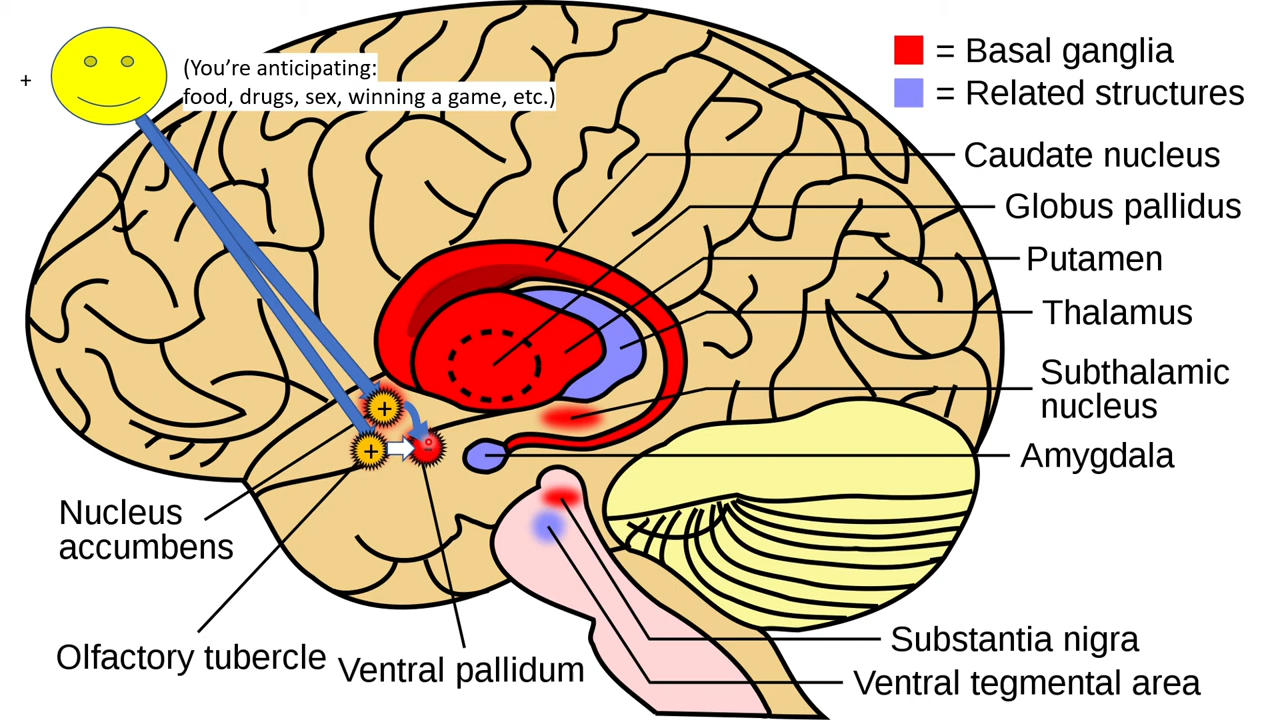 +
(You're anticipating:
food, drugs, sex, winning a game, etc.)
= Basal ganglia
= Related structures
Caudate nucleus
Globus pallidus
Putamen
Thalamus
Subthalamic
nucleus
Amygdala
+
+
Nucleus
accumbens
Olfactory tubercle
Ventral pallidum
Substantia nigra
Ventral tegmental area